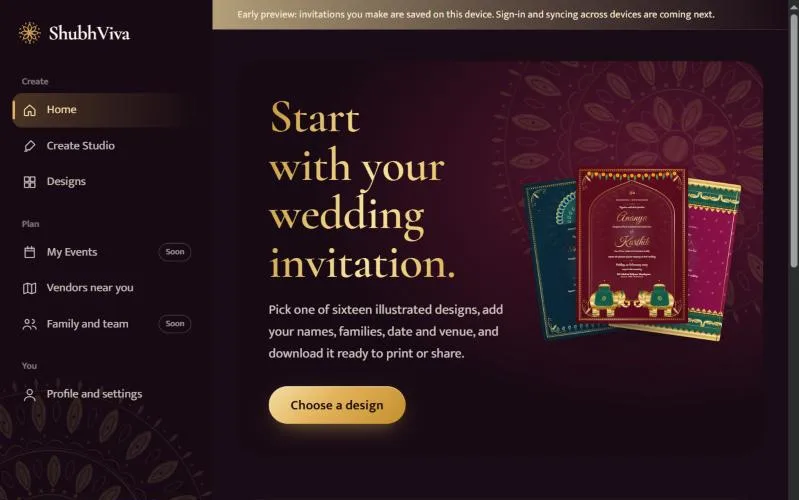 Early preview: invitations you make are saved on this device. Sign-in and syncing across devices are coming next.
ShubhViva
Create
Home
Create Studio
Designs
Plan
My Events
Soon
Vendors near you
Family and team
Soon
You
Profile and settings
Start
with your
wedding
invitation.
Pick one of sixteen illustrated designs, add
your names, families, date and venue, and
download it ready to print or share.
Choose a design
Ananya
Karthik